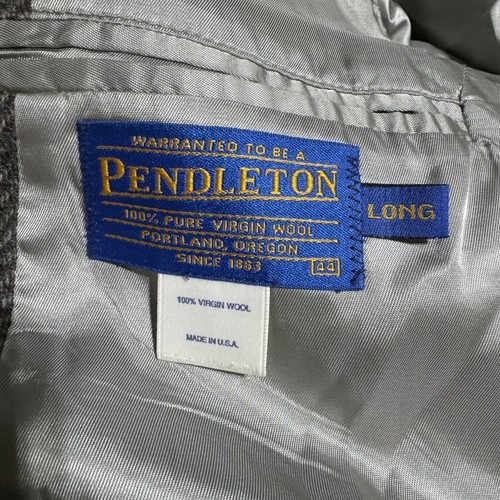 WARRANTED TO BE A
PENDLETON
100% PURE VIRGIN WOOL
PORTLAND, OREGON
SINCE 1863
44
LONG
100% VIRGIN WOOL
MADE IN U.S.A.